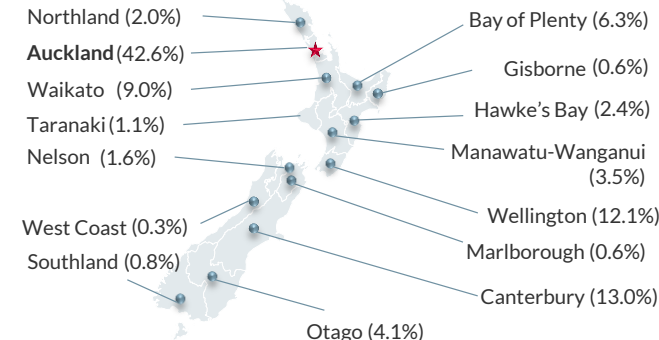 Northland (2.0%)
Auckland (42.6%)
Waikato (9.0%)
Taranaki (1.1%)
Nelson (1.6%)
West Coast (0.3%)
Southland (0.8%)
Otago (4.1%)
Bay of Plenty (6.3%)
Gisborne (0.6%)
Hawke's Bay (2.4%)
Manawatu-Wanganui
(3.5%)
Wellington (12.1%)
Marlborough (0.6%)
Canterbury (13.0%)